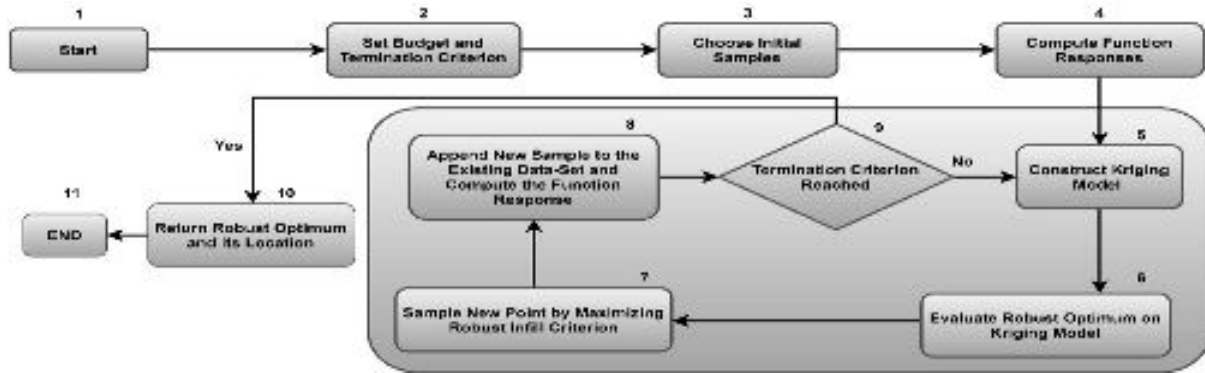 1
Start
2
Set Budget and
Termination Criterion
3
Choose Initial
Samples
4
Compute Function
Responses
5
Construct Kriging
Model
6
Evaluate Robust Optimum on
Kriging Model
7
Sample New Point by Maximizing
Robust Infill Criterion
8
Append New Sample to the
Existing Data-Set and
Compute the Function
Response
9
Termination Criterion
Reached
No
Yes
10
Return Robust Optimum
and its Location
11
END